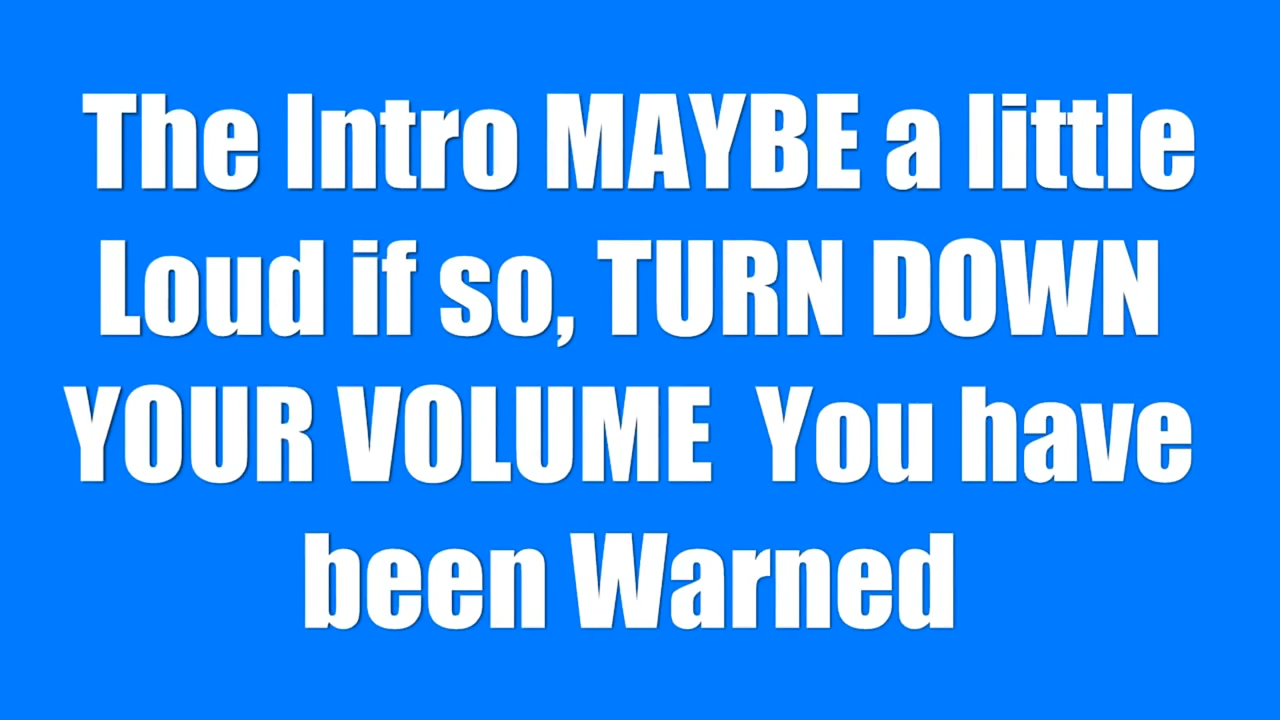 The Intro MAYBE a little
Loud if so, TURN DOWN
YOUR VOLUME  You have
been Warned